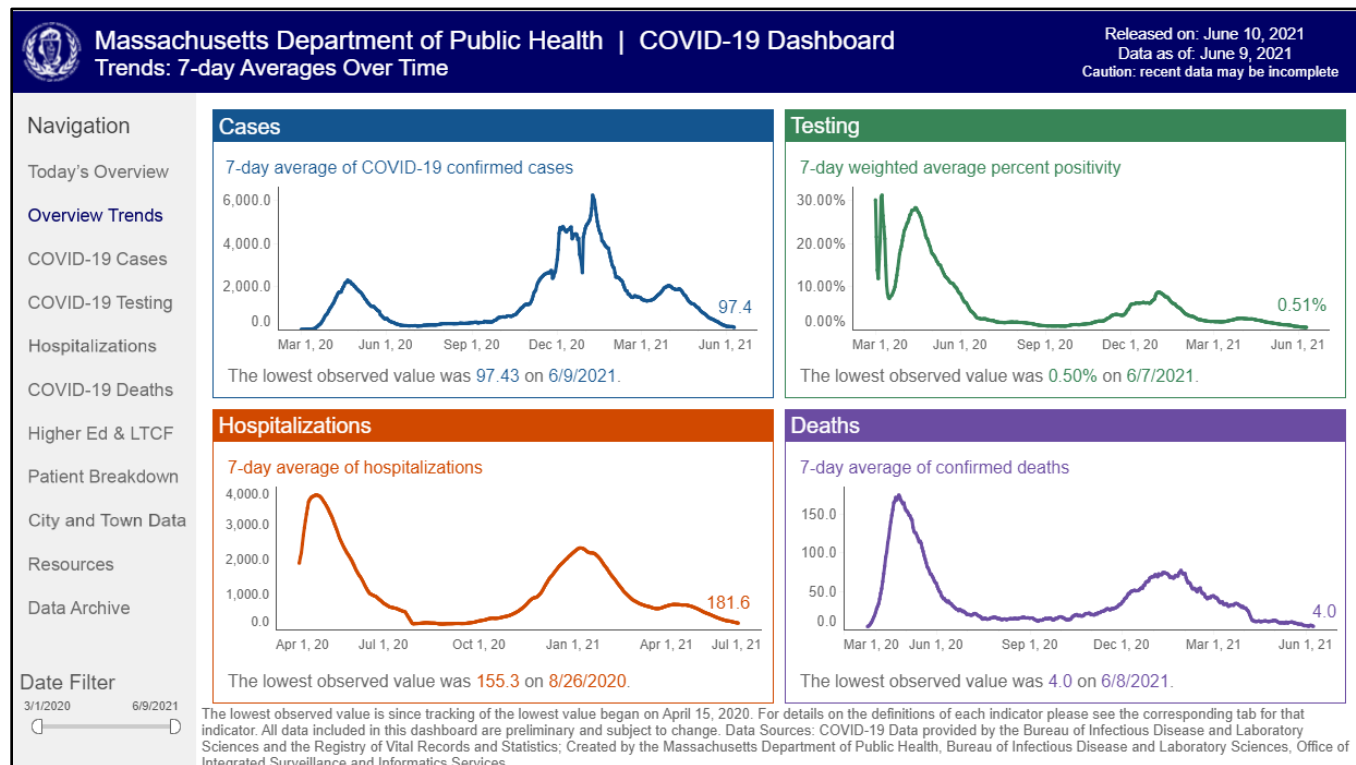 Massachusetts Department of Public Health | COVID-19 Dashboard
Trends: 7-day Averages Over Time
Released on: June 10, 2021
Data as of: June 9, 2021
Caution: recent data may be incomplete
Navigation
Today's Overview
Overview Trends
COVID-19 Cases
COVID-19 Testing
Hospitalizations
COVID-19 Deaths
Higher Ed & LTCF
Patient Breakdown
City and Town Data
Resources
Data Archive
Date Filter
3/1/2020 6/9/2021
Cases
7-day average of COVID-19 confirmed cases
6,000.0
4,000.0
2,000.0
0.0
97.4
Mar 1, 20 Jun 1, 20 Sep 1, 20 Dec 1, 20 Mar 1, 21 Jun 1, 21
The lowest observed value was 97.43 on 6/9/2021.
Testing
7-day weighted average percent positivity
30.00%
20.00%
10.00%
0.00%
0.51%
Mar 1, 20 Jun 1, 20 Sep 1, 20 Dec 1, 20 Mar 1, 21 Jun 1, 21
The lowest observed value was 0.50% on 6/7/2021.
Hospitalizations
7-day average of hospitalizations
4,000.0
3,000.0
2,000.0
1,000.0
0.0
181.6
Apr 1, 20 Jul 1, 20 Oct 1, 20 Jan 1, 21 Apr 1, 21 Jul 1, 21
The lowest observed value was 155.3 on 8/26/2020.
Deaths
7-day average of confirmed deaths
150.0
100.0
50.0
0.0
4.0
Mar 1, 20 Jun 1, 20 Sep 1, 20 Dec 1, 20 Mar 1, 21 Jun 1, 21
The lowest observed value was 4.0 on 6/8/2021.
The lowest observed value is since tracking of the lowest value began on April 15, 2020. For details on the definitions of each indicator please see the corresponding tab for that
indicator. All data included in this dashboard are preliminary and subject to change. Data Sources: COVID-19 Data provided by the Bureau of Infectious Disease and Laboratory
Sciences and the Registry of Vital Records and Statistics; Created by the Massachusetts Department of Public Health, Bureau of Infectious Disease and Laboratory Sciences, Office of
Integrated Surveillance and Informatics Services.